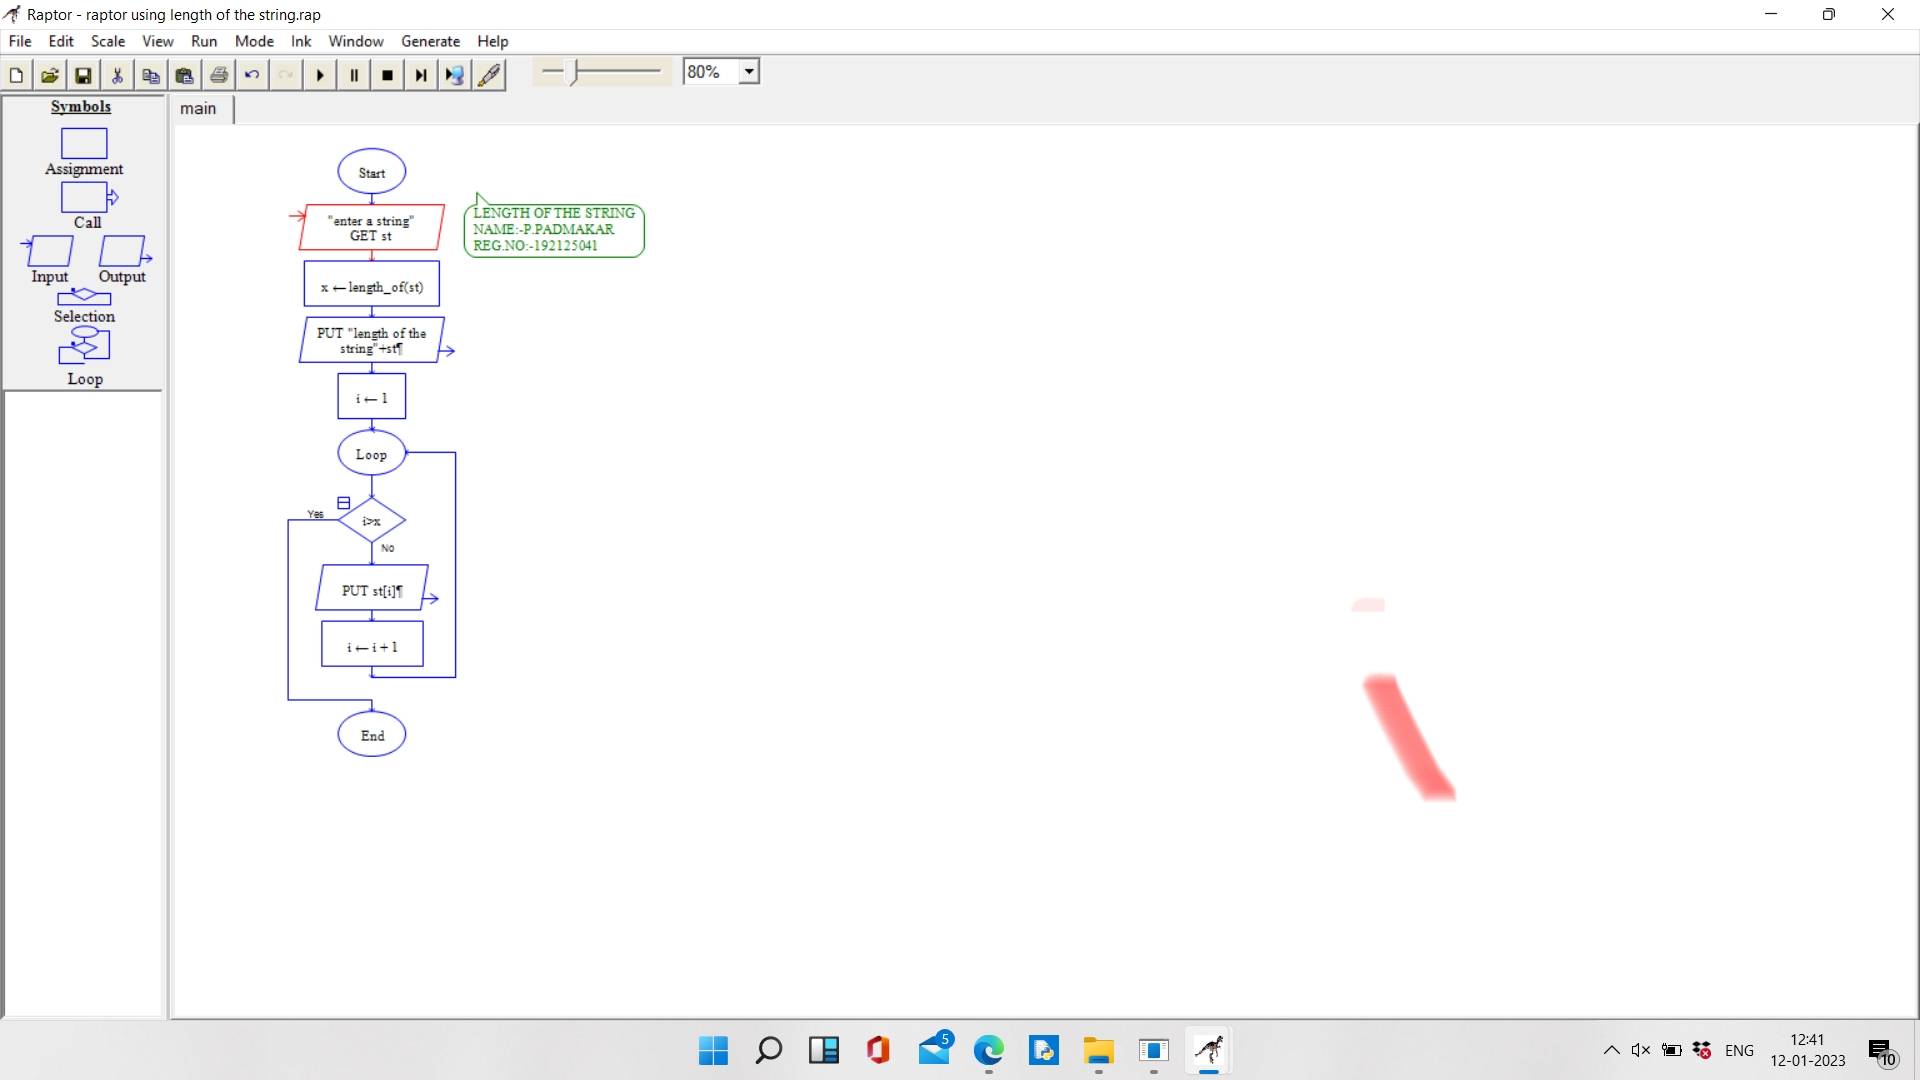 Raptor - raptor using length of the string.rap
File Edit Scale View Run Mode Ink Window Generate Help
80%
Symbols
Assignment
Call
Input Output
Selection
Loop
main
Start
"enter a string"
GET st
LENGTH OF THE STRING
NAME:-P.PADMAKAR
REG.NO:-192125041
x ← length_of(st)
PUT "length of the
string"+st¶
i ← 1
Loop
Yes
i>x
No
PUT st[i]¶
i ← i + 1
End
5
ENG
12:41
12-01-2023
10